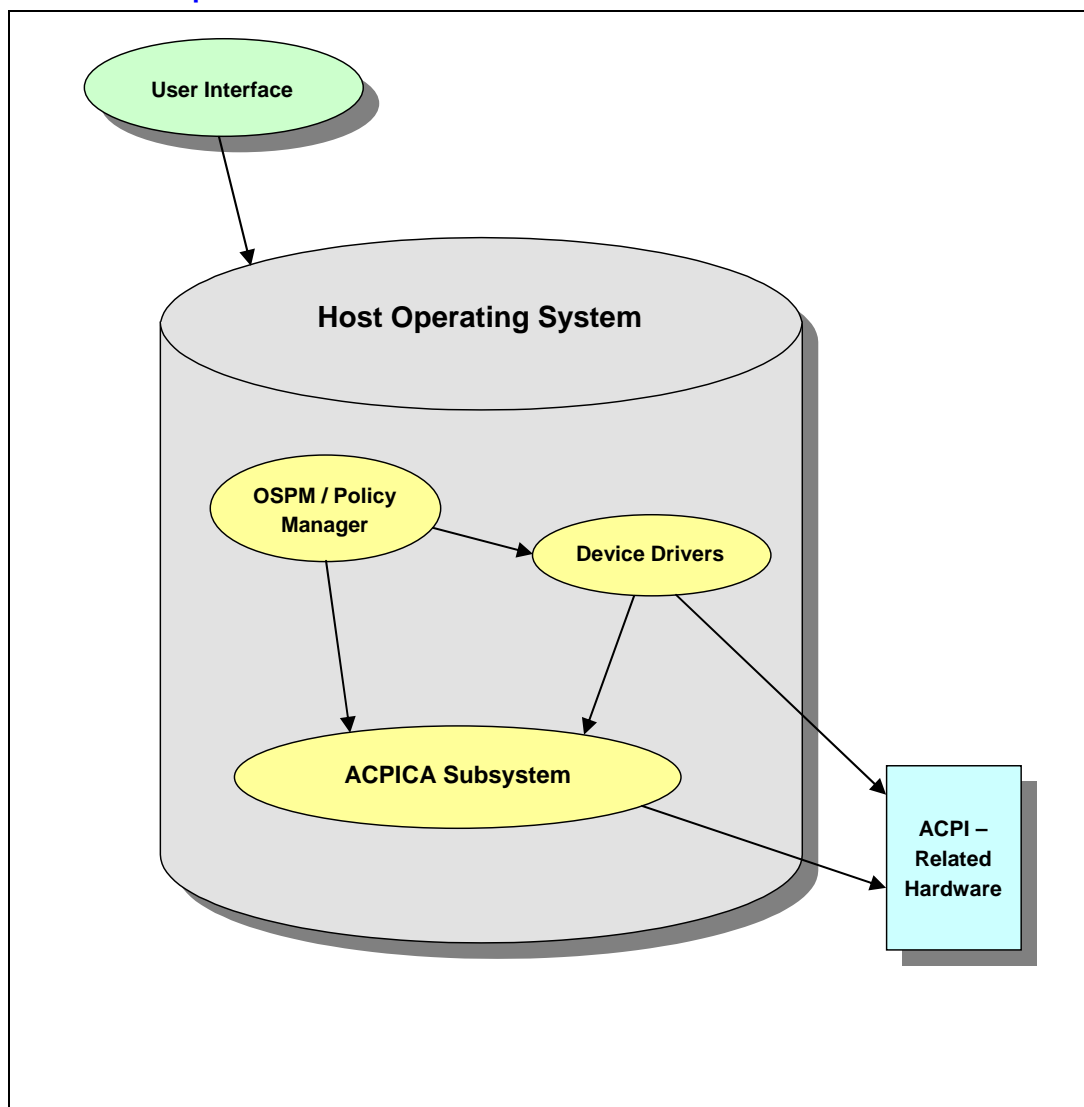 User Interface
Host Operating System
OSPM / Policy
Manager
Device Drivers
ACPICA Subsystem
ACPI –
Related
Hardware